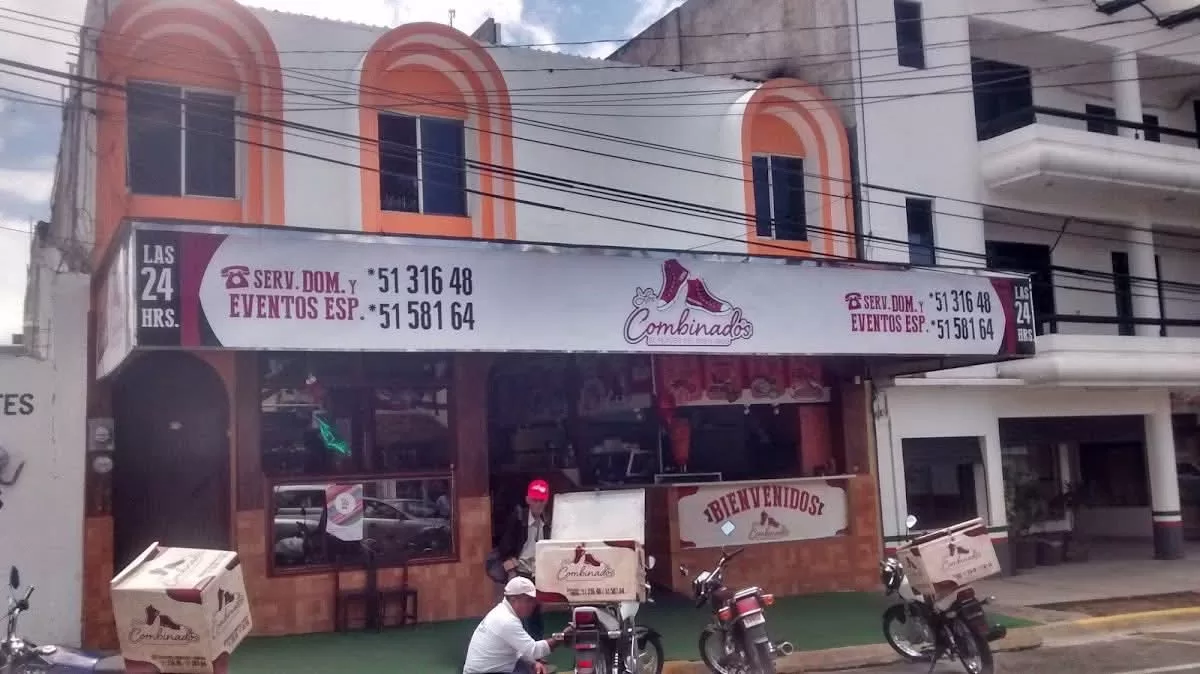 LAS
24
HRS.
SERV. DOM. Y
EVENTOS ESP.
*51 316 48
*51 581 64
Combinados
SERV. DOM. Y
EVENTOS ESP.
*51 316 48
*51 581 64
LAS
24
HRS.
TES
¡BIENVENIDOS!
Combinados
Combinados
Combinados
Combinados
Combinados